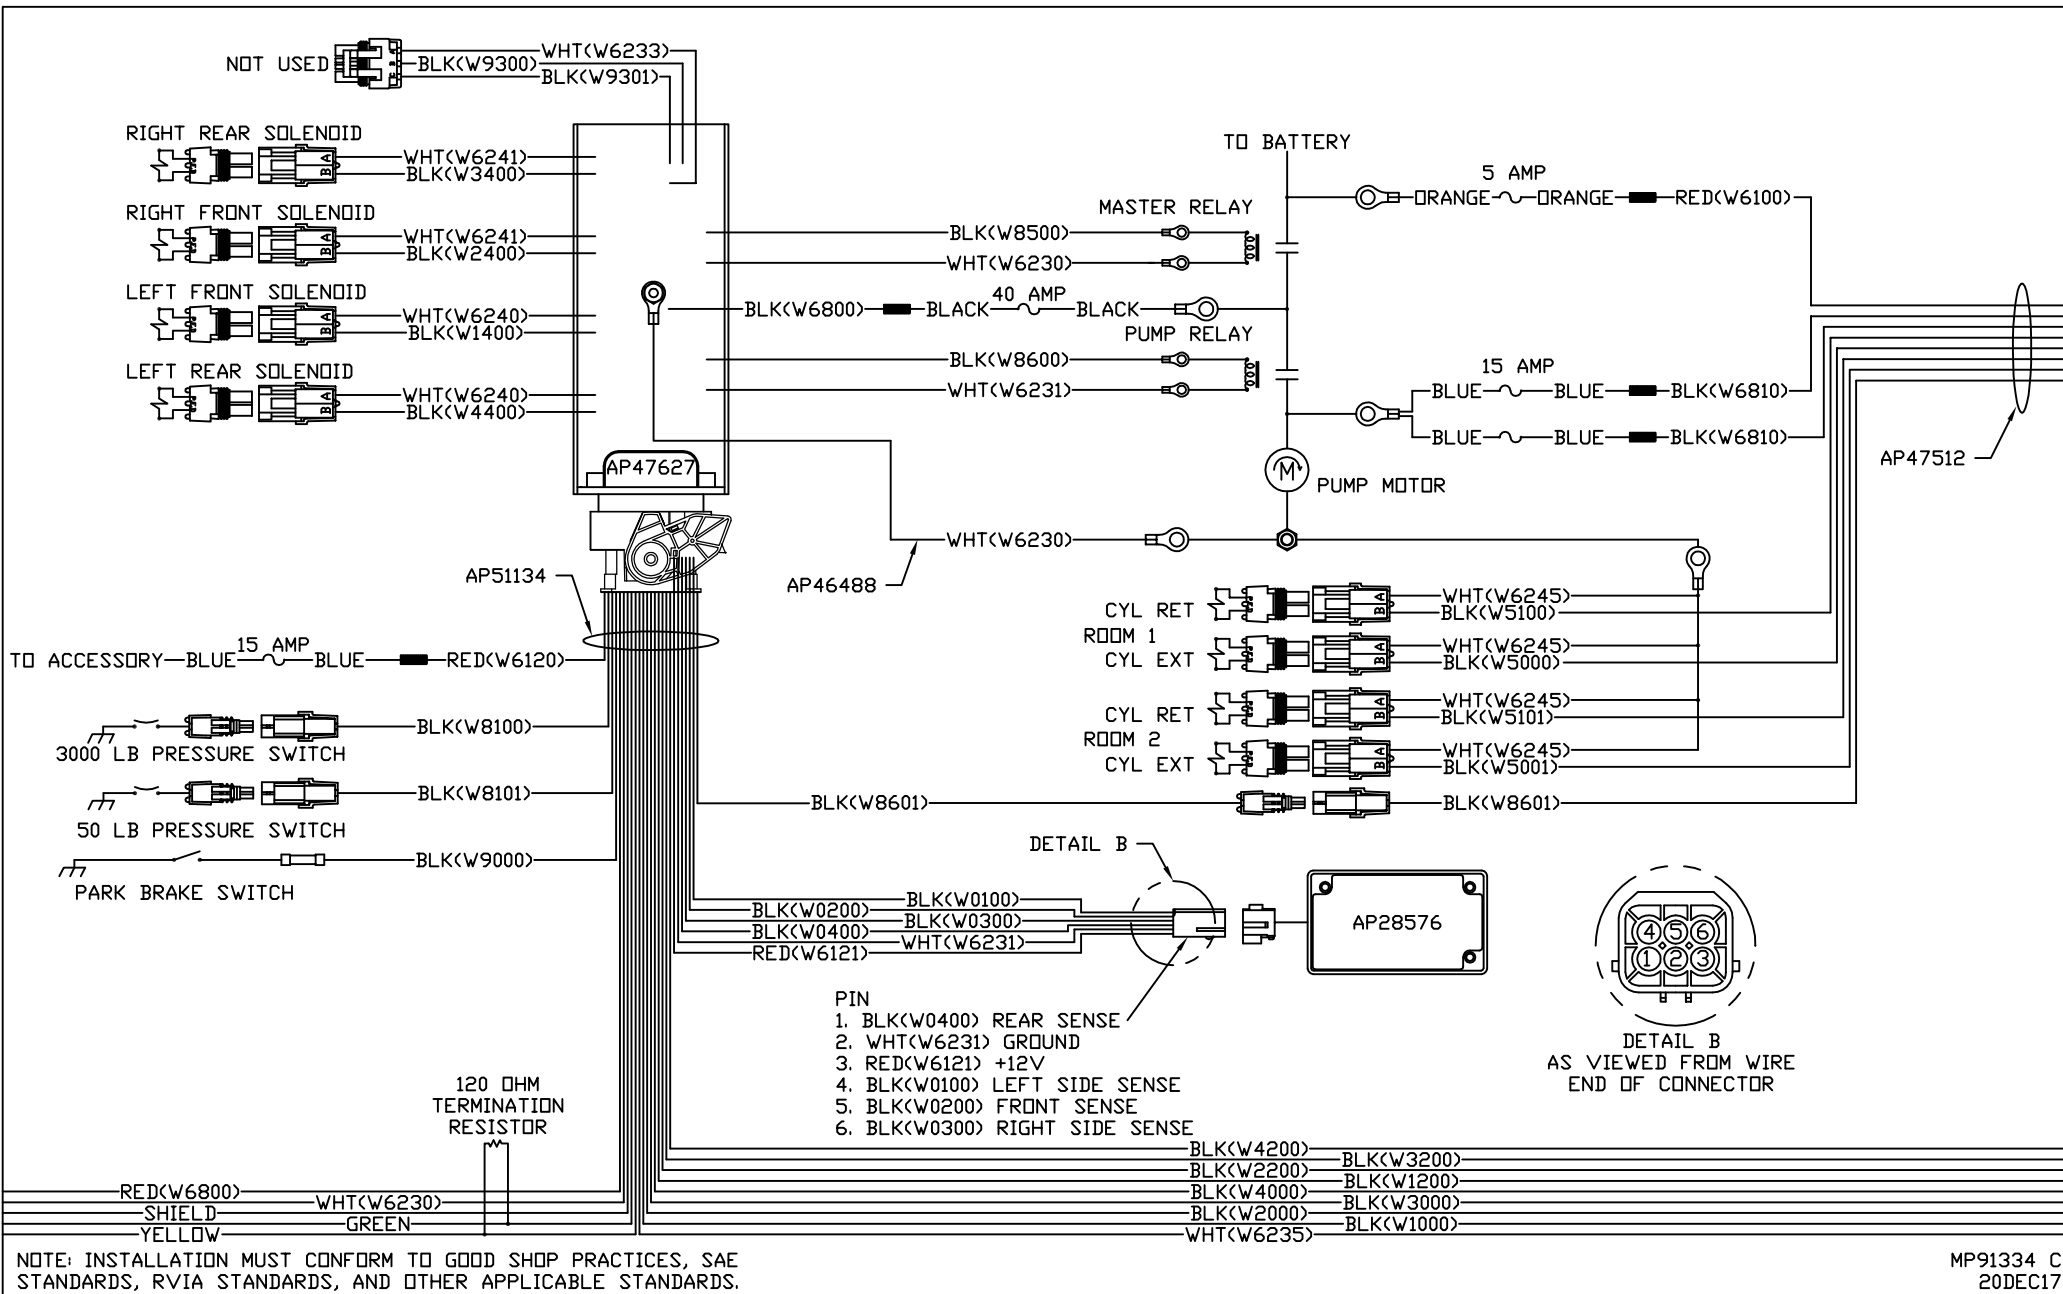 NOT USED
WHT(W6233)
BLK(W9300)
BLK(W9301)
RIGHT REAR SOLENOID
A
B
WHT(W6241)
BLK(W3400)
RIGHT FRONT SOLENOID
A
B
WHT(W6241)
BLK(W2400)
LEFT FRONT SOLENOID
A
B
WHT(W6240)
BLK(W1400)
LEFT REAR SOLENOID
A
B
WHT(W6240)
BLK(W4400)
AP47627
TO BATTERY
5 AMP
ORANGE
ORANGE
RED(W6100)
MASTER RELAY
BLK(W8500)
WHT(W6230)
BLK(W6800)
BLACK
40 AMP
BLACK
PUMP RELAY
BLK(W8600)
WHT(W6231)
15 AMP
BLUE
BLUE
BLK(W6810)
BLUE
BLUE
BLK(W6810)
AP47512
M
PUMP MOTOR
WHT(W6230)
AP46488
AP51134
TO ACCESSORY
BLUE
15 AMP
BLUE
RED(W6120)
BLK(W8100)
3000 LB PRESSURE SWITCH
BLK(W8101)
50 LB PRESSURE SWITCH
BLK(W9000)
PARK BRAKE SWITCH
CYL RET
A
B
WHT(W6245)
BLK(W5100)
ROOM 1
CYL EXT
A
B
WHT(W6245)
BLK(W5000)
CYL RET
A
B
WHT(W6245)
BLK(W5101)
ROOM 2
CYL EXT
A
B
WHT(W6245)
BLK(W5001)
BLK(W8601)
BLK(W8601)
DETAIL B
BLK(W0100)
BLK(W0200)
BLK(W0300)
BLK(W0400)
WHT(W6231)
RED(W6121)
AP28576
4 5 6
1 2 3
DETAIL B
AS VIEWED FROM WIRE
END OF CONNECTOR
PIN
1. BLK(W0400) REAR SENSE
2. WHT(W6231) GROUND
3. RED(W6121) +12V
4. BLK(W0100) LEFT SIDE SENSE
5. BLK(W0200) FRONT SENSE
6. BLK(W0300) RIGHT SIDE SENSE
120 OHM
TERMINATION
RESISTOR
RED(W6800)
WHT(W6230)
SHIELD
GREEN
YELLOW
BLK(W4200)
BLK(W3200)
BLK(W2200)
BLK(W1200)
BLK(W4000)
BLK(W3000)
BLK(W2000)
BLK(W1000)
WHT(W6235)
NOTE: INSTALLATION MUST CONFORM TO GOOD SHOP PRACTICES, SAE
STANDARDS, RVIA STANDARDS, AND OTHER APPLICABLE STANDARDS.
MP91334 C
20DEC17